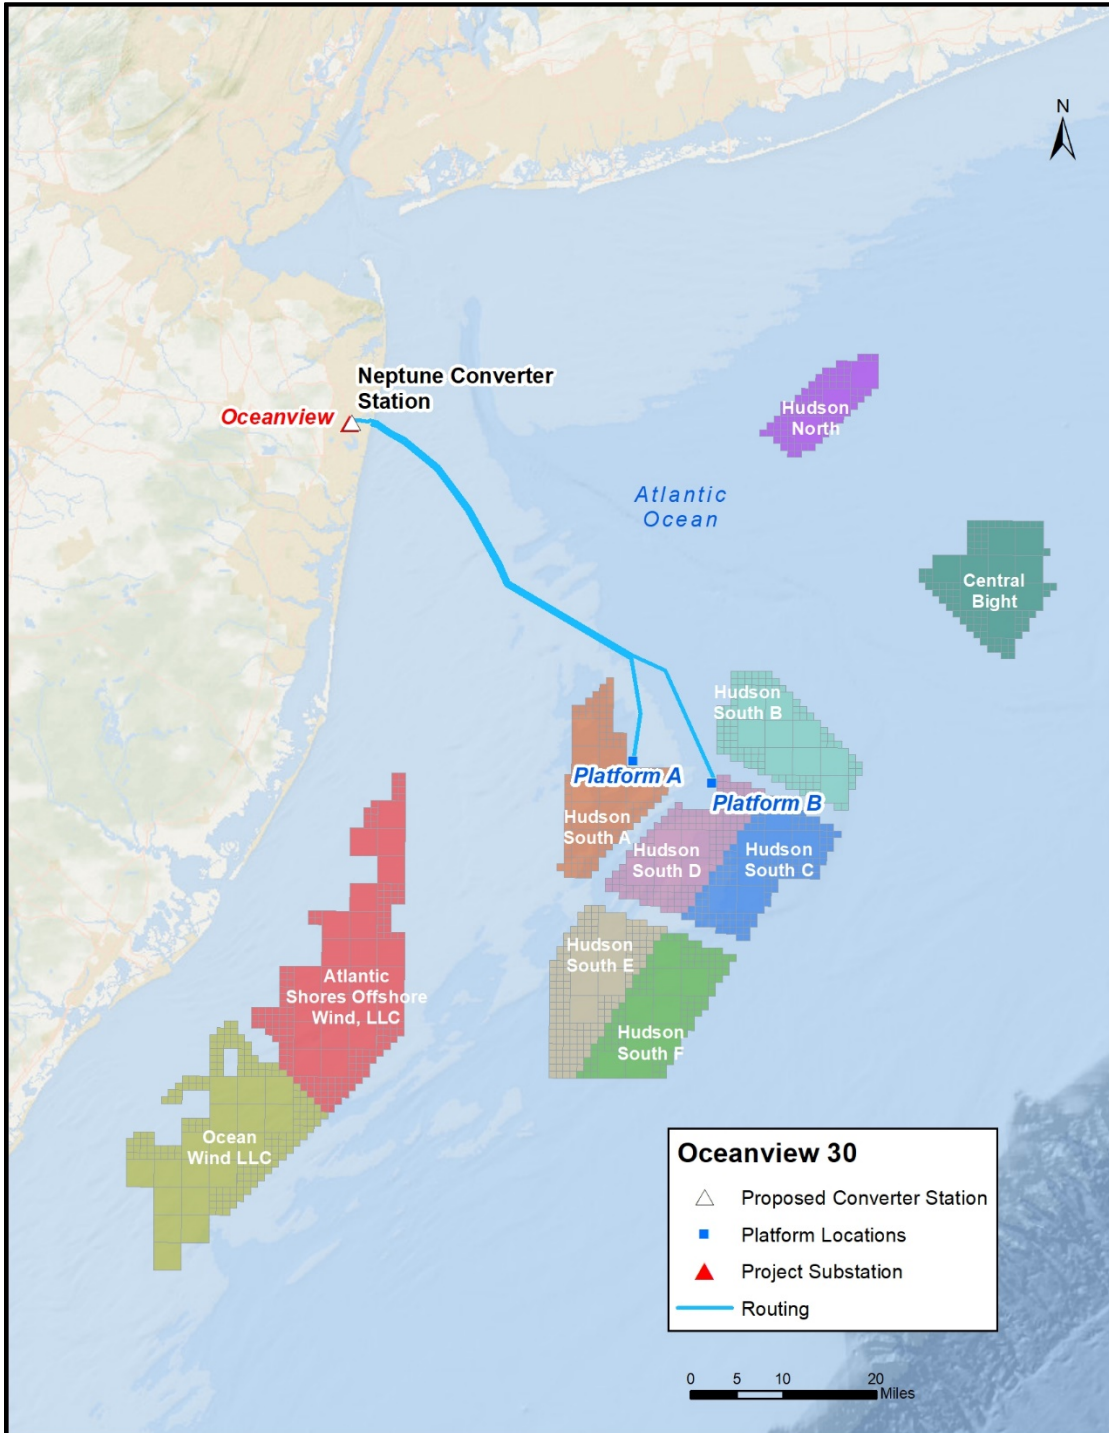 N
Neptune Converter
Station
Oceanview
Hudson
North
Atlantic
Ocean
Central
Bight
Hudson
South B
Platform A
Platform B
Hudson
South A
Hudson
South D
Hudson
South C
Hudson
South E
Hudson
South F
Atlantic
Shores Offshore
Wind, LLC
Ocean
Wind LLC
Oceanview 30
Proposed Converter Station
Platform Locations
Project Substation
Routing
0 5 10 20
Miles